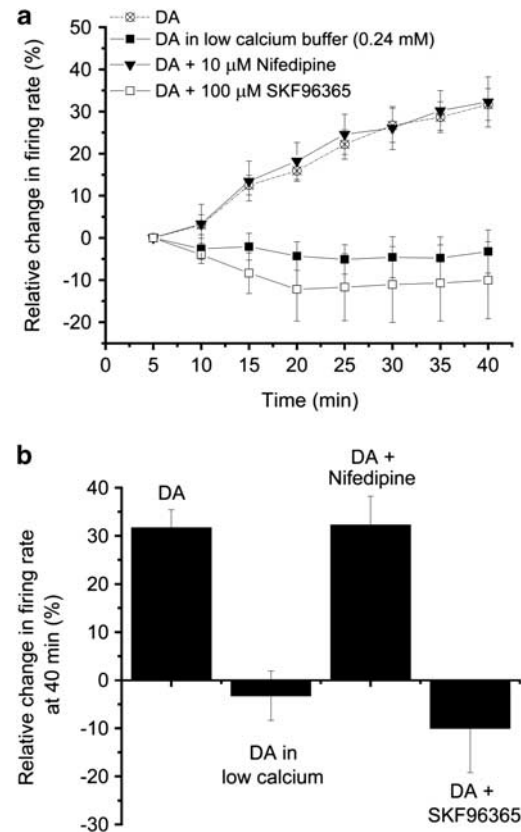 a
DA
DA in low calcium buffer (0.24 mM)
DA + 10 μM Nifedipine
DA + 100 μM SKF96365
Relative change in firing rate (%)
50
40
30
20
10
0
-10
-20
0 5 10 15 20 25 30 35 40
Time (min)
b
Relative change in firing rate
at 40 min (%)
40
30
20
10
0
-10
-20
-30
DA
DA in
low calcium
DA +
Nifedipine
DA +
SKF96365